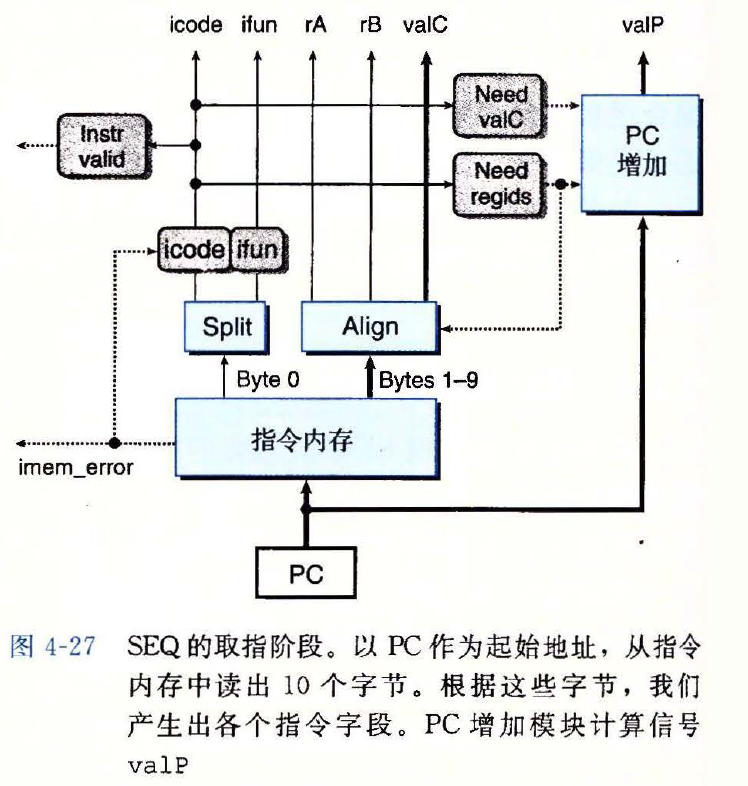 icode ifun rA rB valC valP
Need
valC
Instr
valid
PC
增加
Need
regids
icode ifun
Split Align
Byte 0 Bytes 1–9
指令内存
imem_error
PC
图 4-27 SEQ 的取指阶段。以 PC 作为起始地址，从指令
内存中读出 10 个字节。根据这些字节，我们
产生出各个指令字段。PC 增加模块计算信号
valP